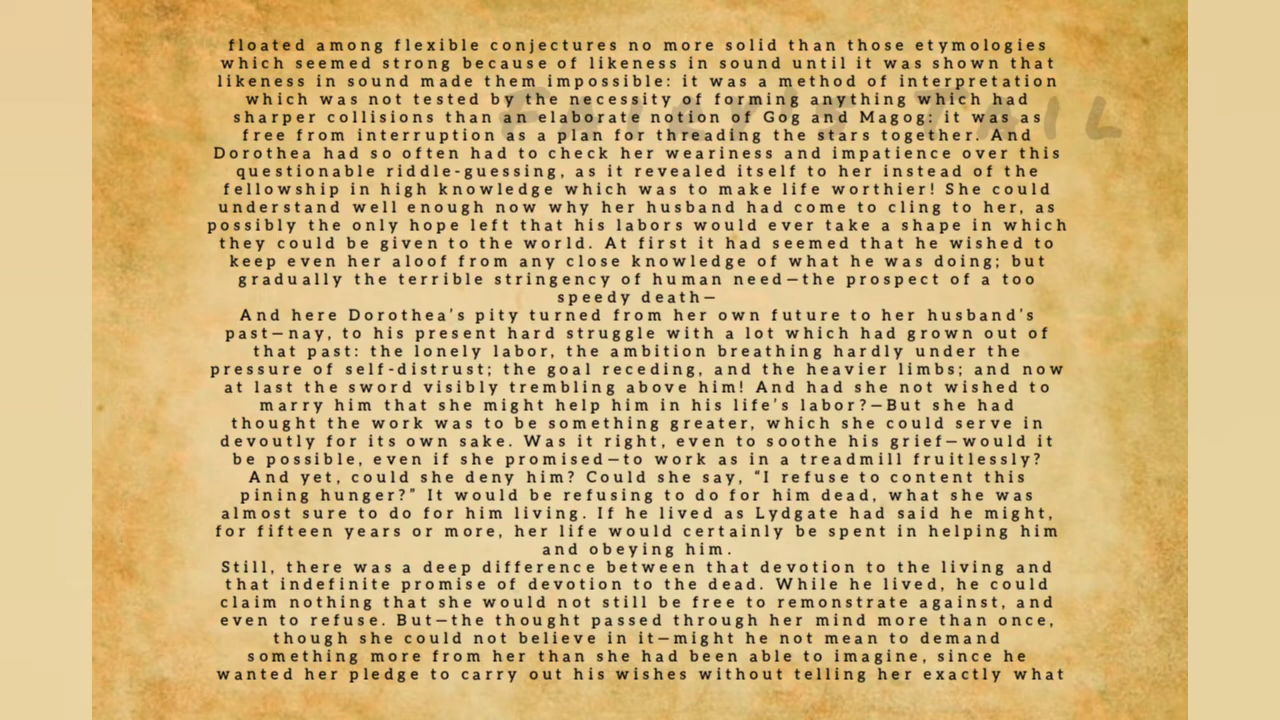 floated among flexible conjectures no more solid than those etymologies
which seemed strong because of likeness in sound until it was shown that
likeness in sound made them impossible: it was a method of interpretation
which was not tested by the necessity of forming anything which had
sharper collisions than an elaborate notion of Gog and Magog: it was as
free from interruption as a plan for threading the stars together. And
Dorothea had so often had to check her weariness and impatience over this
questionable riddle-guessing, as it revealed itself to her instead of the
fellowship in high knowledge which was to make life worthier! She could
understand well enough now why her husband had come to cling to her, as
possibly the only hope left that his labors would ever take a shape in which
they could be given to the world. At first it had seemed that he wished to
keep even her aloof from any close knowledge of what he was doing; but
gradually the terrible stringency of human need—the prospect of a too
speedy death—
And here Dorothea's pity turned from her own future to her husband's
past—nay, to his present hard struggle with a lot which had grown out of
that past: the lonely labor, the ambition breathing hardly under the
pressure of self-distrust; the goal receding, and the heavier limbs; and now
at last the sword visibly trembling above him! And had she not wished to
marry him that she might help him in his life's labor?—But she had
thought the work was to be something greater, which she could serve in
devoutly for its own sake. Was it right, even to soothe his grief—would it
be possible, even if she promised—to work as in a treadmill fruitlessly?
And yet, could she deny him? Could she say, "I refuse to content this
pining hunger?" It would be refusing to do for him dead, what she was
almost sure to do for him living. If he lived as Lydgate had said he might,
for fifteen years or more, her life would certainly be spent in helping him
and obeying him.
Still, there was a deep difference between that devotion to the living and
that indefinite promise of devotion to the dead. While he lived, he could
claim nothing that she would not still be free to remonstrate against, and
even to refuse. But—the thought passed through her mind more than once,
though she could not believe in it—might he not mean to demand
something more from her than she had been able to imagine, since he
wanted her pledge to carry out his wishes without telling her exactly what